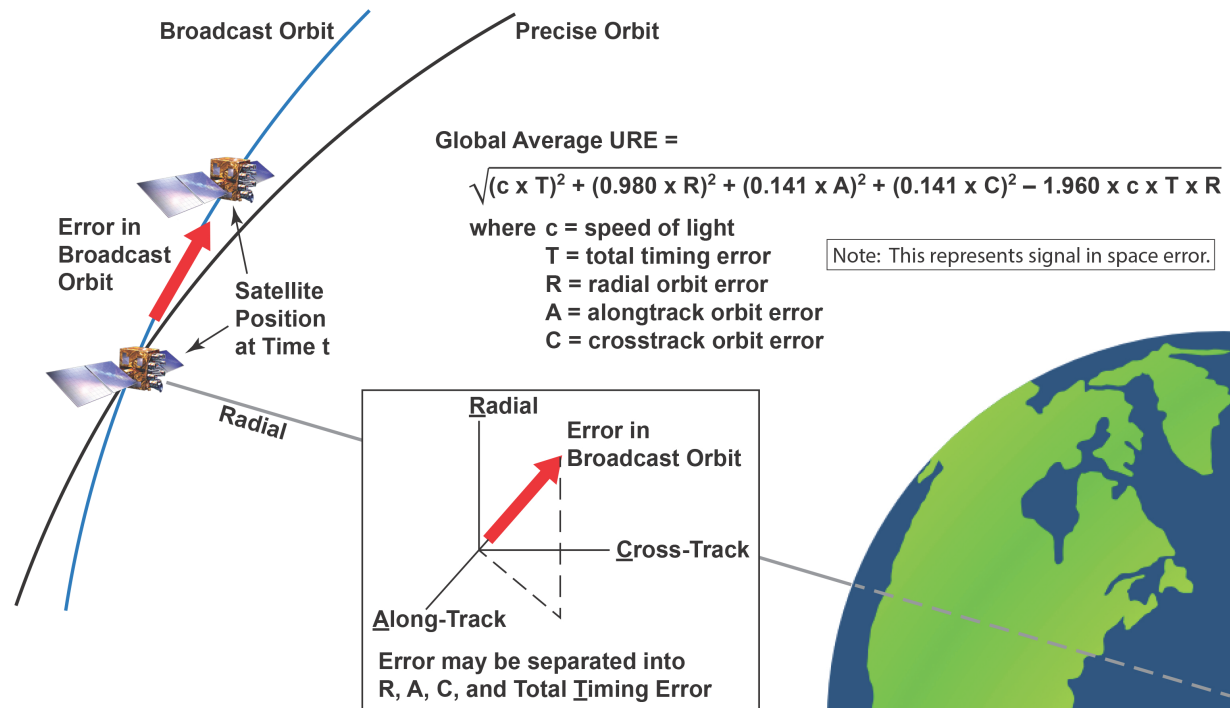 Broadcast Orbit
Precise Orbit
Global Average URE =
√(c x T)² + (0.980 x R)² + (0.141 x A)² + (0.141 x C)² – 1.960 x c x T x R
where c = speed of light
T = total timing error
R = radial orbit error
A = alongtrack orbit error
C = crosstrack orbit error
Note: This represents signal in space error.
Error in
Broadcast
Orbit
Satellite
Position
at Time t
Radial
Radial
Error in
Broadcast Orbit
Cross-Track
Along-Track
Error may be separated into
R, A, C, and Total Timing Error